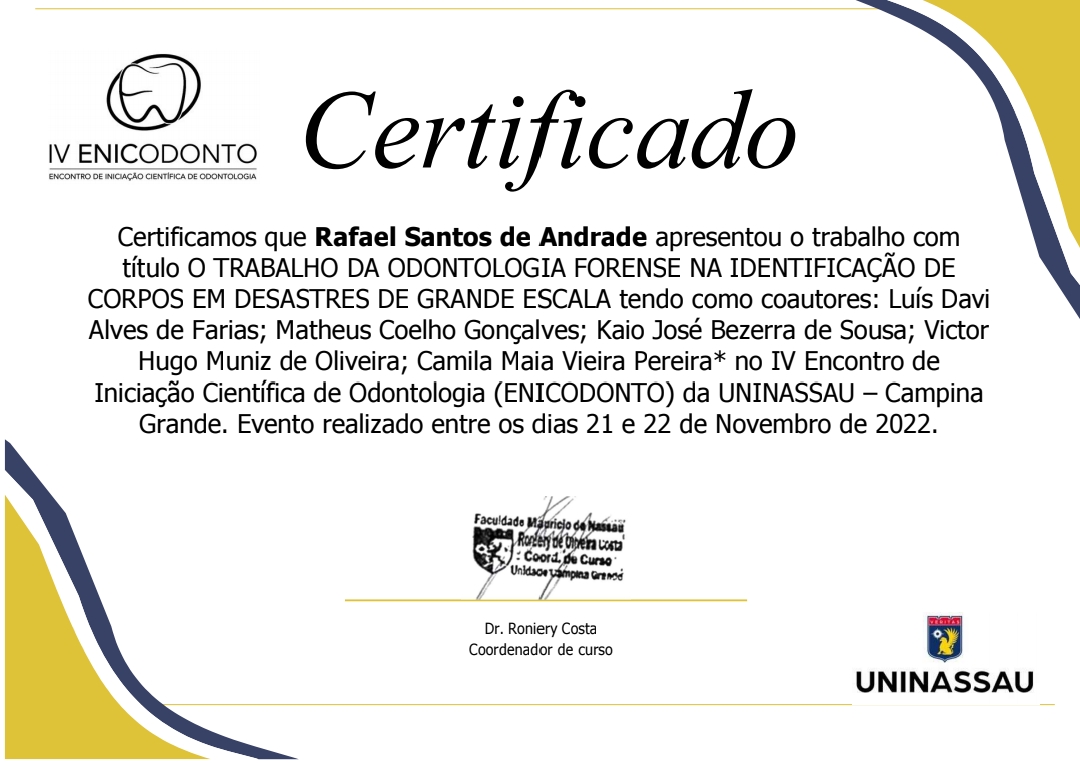 IV ENICODONTO
ENCONTRO DE INICIAÇÃO CIENTÍFICA DE ODONTOLOGIA
Certificado
Certificamos que Rafael Santos de Andrade apresentou o trabalho com
título O TRABALHO DA ODONTOLOGIA FORENSE NA IDENTIFICAÇÃO DE
CORPOS EM DESASTRES DE GRANDE ESCALA tendo como coautores: Luís Davi
Alves de Farias; Matheus Coelho Gonçalves; Kaio José Bezerra de Sousa; Victor
Hugo Muniz de Oliveira; Camila Maia Vieira Pereira* no IV Encontro de
Iniciação Científica de Odontologia (ENICODONTO) da UNINASSAU – Campina
Grande. Evento realizado entre os dias 21 e 22 de Novembro de 2022.
Faculdade Mauricio de Nassau
Roniery de Oliveira Costa
Coord. de Curso
Unidade Campina Grande
Dr. Roniery Costa
Coordenador de curso
VERITAS
UNINASSAU